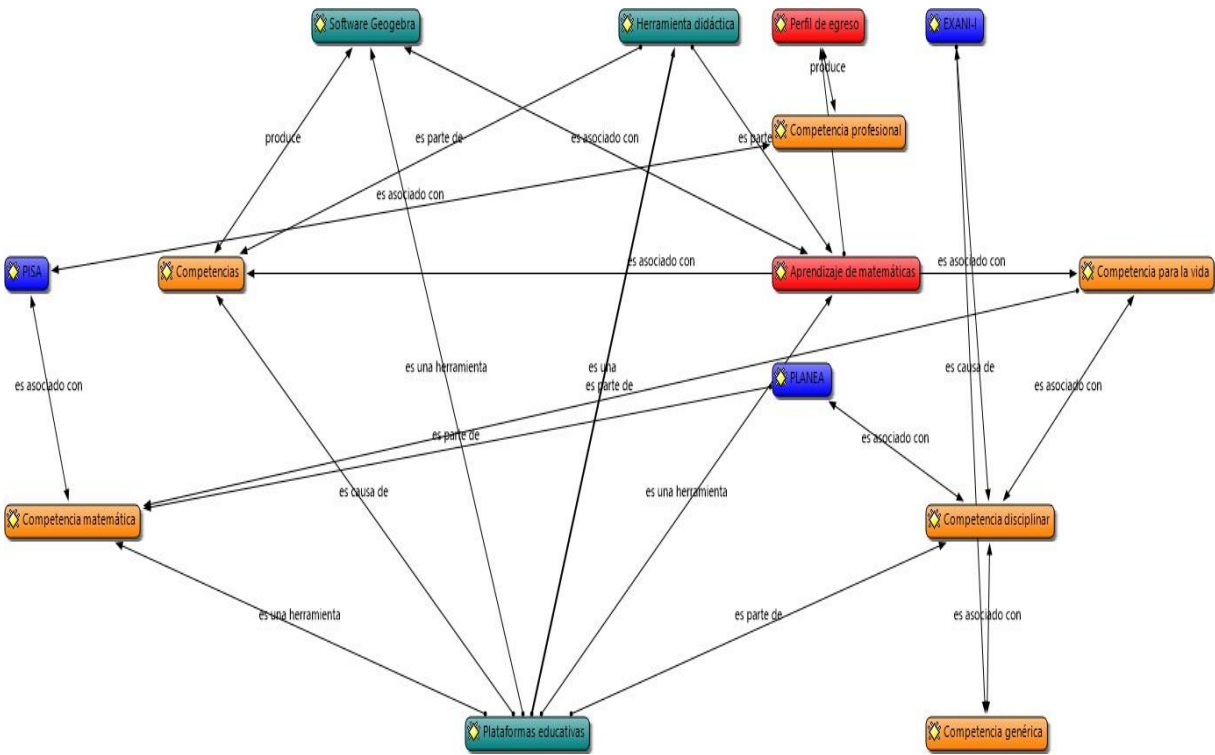 Software Geogebra
Herramienta didáctica
Perfil de egreso
EXANI-I
produce
Competencia profesional
produce
es parte de
es asociado con
es parte
es asociado con
PISA
Competencias
es asociado con
Aprendizaje de matemáticas
es asociado con
Competencia para la vida
es una herramienta
es una
es parte de
PLANEA
es causa de
es asociado con
es asociado con
es parte de
es asociado con
es causa de
es una herramienta
Competencia matemática
Competencia disciplinar
es una herramienta
es parte de
es asociado con
Plataformas educativas
Competencia genérica